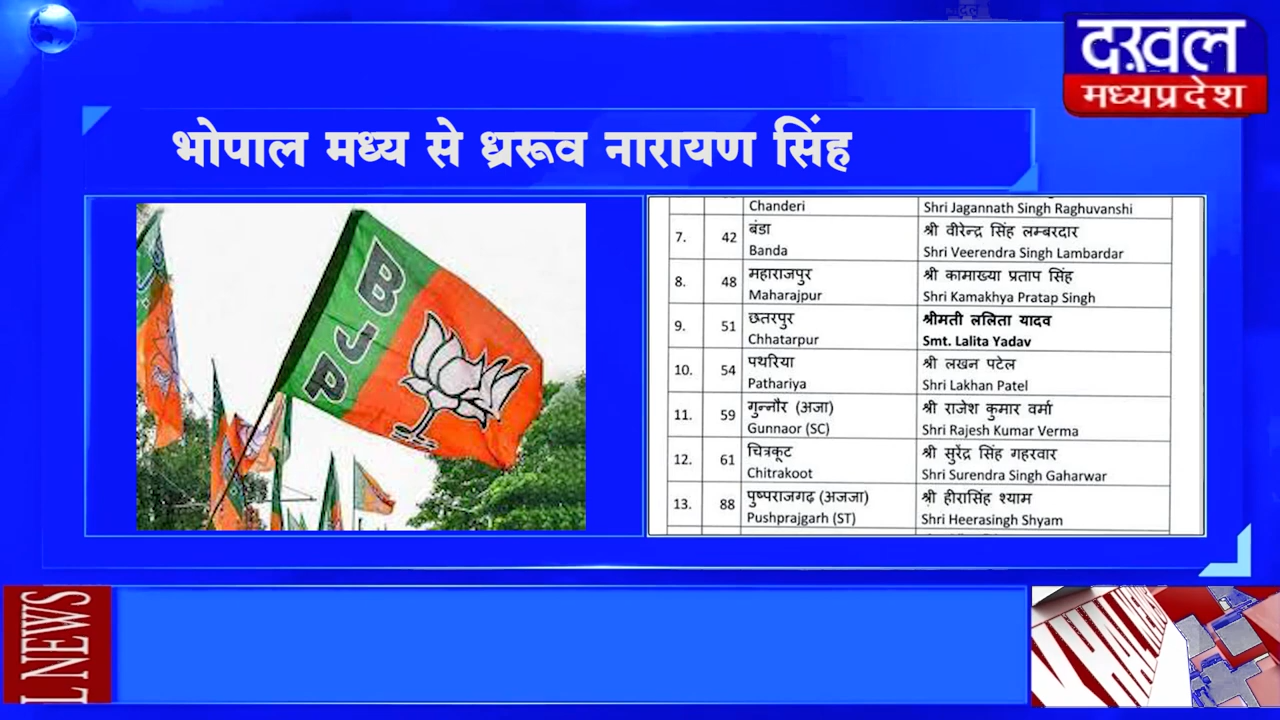 दख़ल
मध्यप्रदेश
भोपाल मध्य से ध्ररूव नारायण सिंह
BJP
Chanderi
Shri Jagannath Singh Raghuvanshi
7. 42 बंडा श्री वीरेन्द्र सिंह लम्बरदार
Banda Shri Veerendra Singh Lambardar
8. 48 महाराजपुर श्री कामाख्या प्रताप सिंह
Maharajpur Shri Kamakhya Pratap Singh
9. 51 छतरपुर श्रीमती ललिता यादव
Chhatarpur Smt. Lalita Yadav
10. 54 पथरिया श्री लखन पटेल
Pathariya Shri Lakhan Patel
11. 59 गुन्नौर (अजा) श्री राजेश कुमार वर्मा
Gunnaor (SC) Shri Rajesh Kumar Verma
12. 61 चित्रकूट श्री सुरेंद्र सिंह गहरवार
Chitrakoot Shri Surendra Singh Gaharwar
13. 88 पुष्पराजगढ़ (अजजा) श्री हीरासिंह श्याम
Pushprajgarh (ST) Shri Heerasingh Shyam
L NEWS